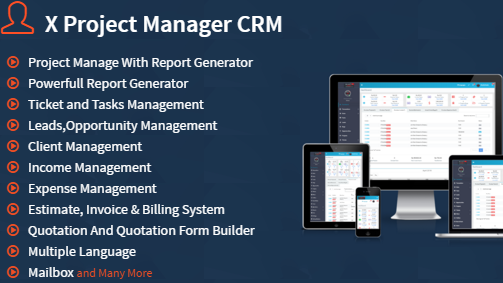 X Project Manager CRM
Project Manage With Report Generator
Powerfull Report Generator
Ticket and Tasks Management
Leads,Opportunity Management
Client Management
Income Management
Expense Management
Estimate, Invoice & Billing System
Quotation And Quotation Form Builder
Multiple Language
Mailbox and Many More